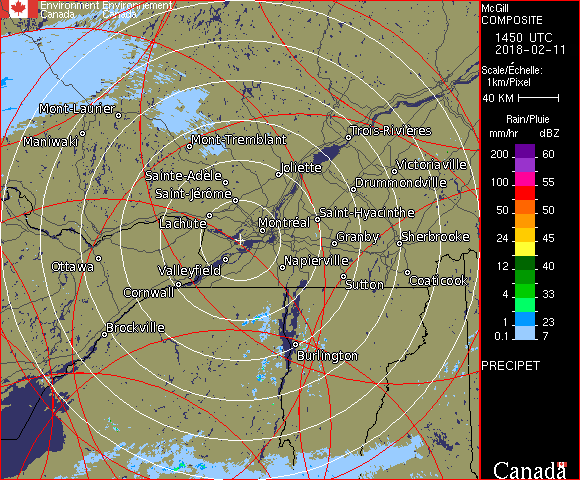 Environment Environnement
Canada Canada
Mont-Laurier
Maniwaki
Mont-Tremblant
Trois-Rivières
Sainte-Adèle
Joliette
Victoriaville
Saint-Jérôme
Drummondville
Lachute
Montréal
Saint-Hyacinthe
Granby
Sherbrooke
Ottawa
Valleyfield
Napierville
Cornwall
Sutton
Coaticook
Brockville
Burlington
McGill
COMPOSITE
1450 UTC
2018-02-11
Scale/Échelle:
1km/Pixel
40 KM
Rain/Pluie
mm/hr dBZ
200 60
55
100 55
50 50
24 45
12 40
4 33
1 23
0.1 7
PRECIPET
Canada